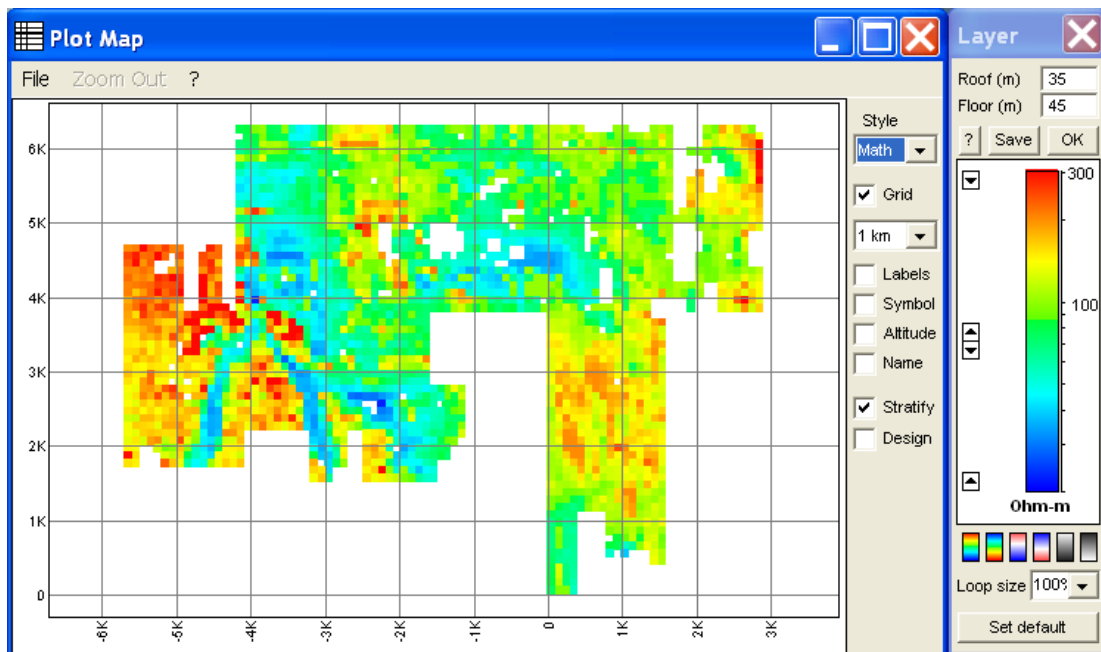 Plot Map
File Zoom Out ?
6K
5K
4K
3K
2K
1K
0
-6K
-5K
-4K
-3K
-2K
-1K
0
1K
2K
3K
Style
Math
Grid
1 km
Labels
Symbol
Altitude
Name
Stratify
Design
Layer
Roof (m) 35
Floor (m) 45
? Save OK
300
100
Ohm-m
Loop size 100%
Set default